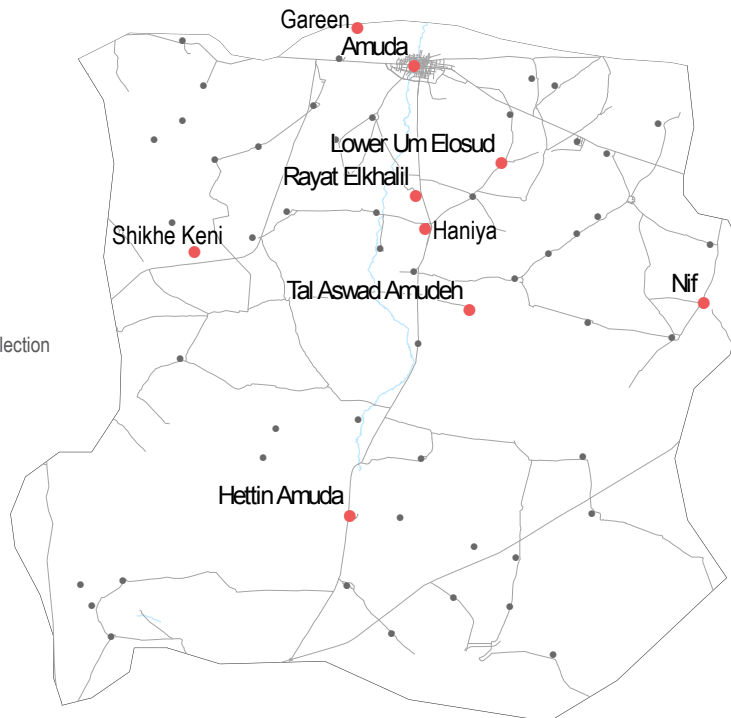 Gareen
Amuda
Lower Um Elosud
Rayat Elkhalil
Shikhe Keni
Haniya
Tal Aswad Amudeh
Nif
lection
Hettin Amuda